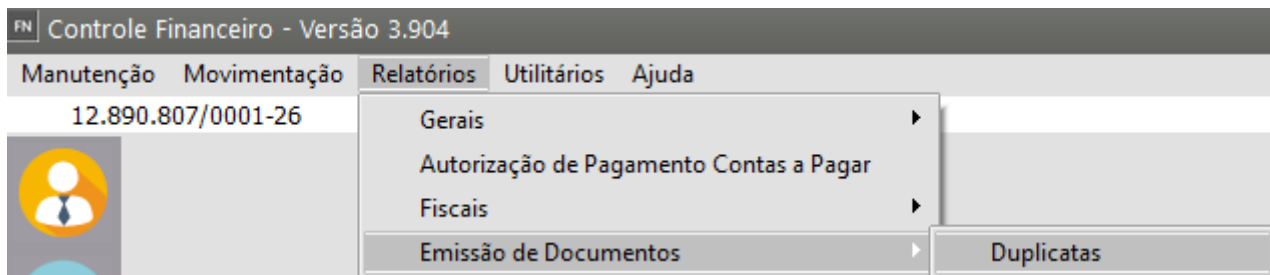 FN Controle Financeiro - Versão 3.904
Manutenção Movimentação Relatórios Utilitários Ajuda
12.890.807/0001-26
Gerais
Autorização de Pagamento Contas a Pagar
Fiscais
Emissão de Documentos Duplicatas